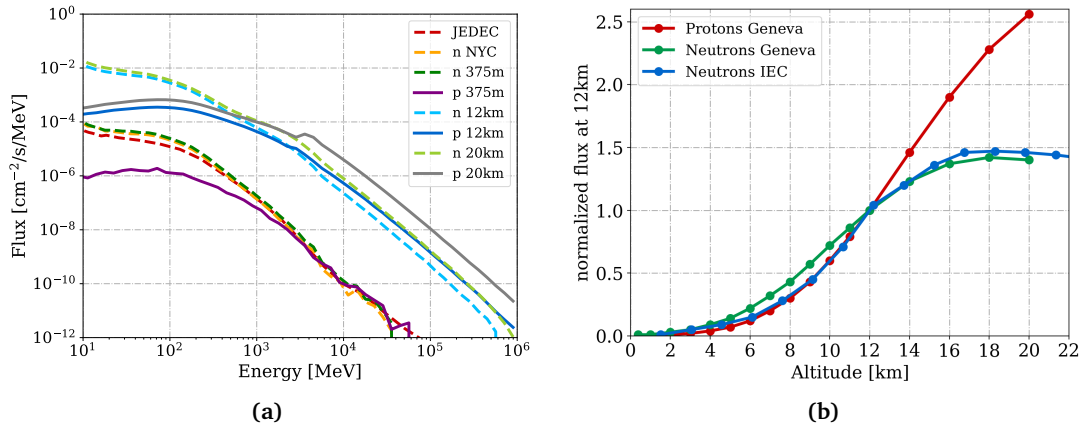 10^0
10^-2
10^-4
10^-6
10^-8
10^-10
10^-12
Flux [cm^-2/s/MeV]
JEDEC
n NYC
n 375m
p 375m
n 12km
p 12km
n 20km
p 20km
10^1 10^2 10^3 10^4 10^5 10^6
Energy [MeV]
(a)
2.5
2.0
1.5
1.0
0.5
0.0
normalized flux at 12km
Protons Geneva
Neutrons Geneva
Neutrons IEC
0 2 4 6 8 10 12 14 16 18 20 22
Altitude [km]
(b)